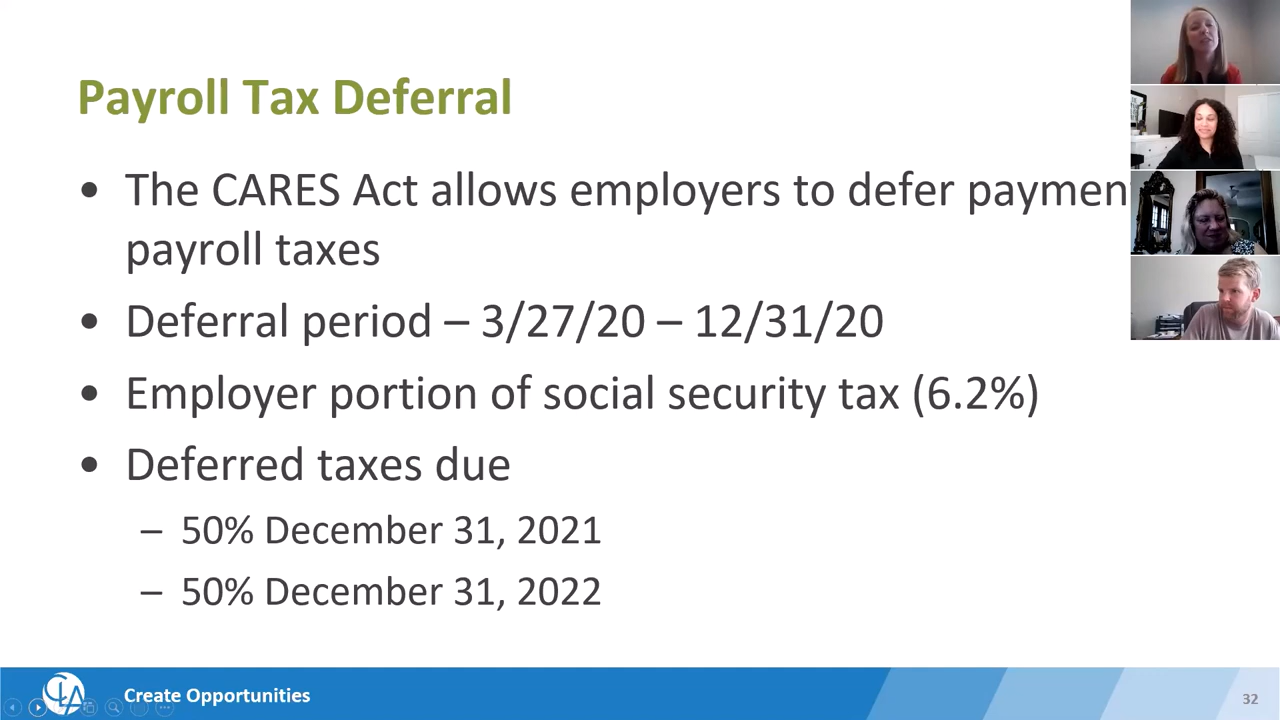 Payroll Tax Deferral
• The CARES Act allows employers to defer paymen
payroll taxes
• Deferral period – 3/27/20 – 12/31/20
• Employer portion of social security tax (6.2%)
• Deferred taxes due
– 50% December 31, 2021
– 50% December 31, 2022
CLA
Create Opportunities
32